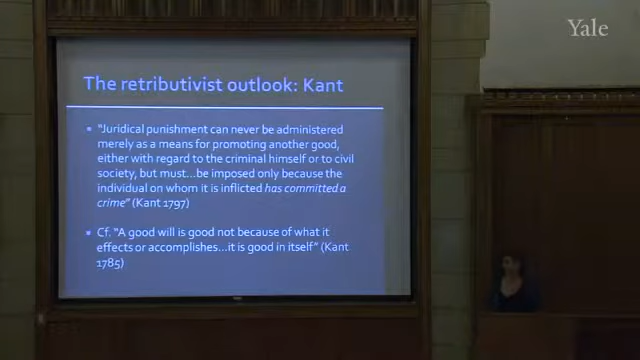 Yale
The retributivist outlook: Kant
"Juridical punishment can never be administered
merely as a means for promoting another good,
either with regard to the criminal himself or to civil
society, but must...be imposed only because the
individual on whom it is inflicted has committed a
crime" (Kant 1797)
Cf. "A good will is good not because of what it
effects or accomplishes...it is good in itself" (Kant
1785)